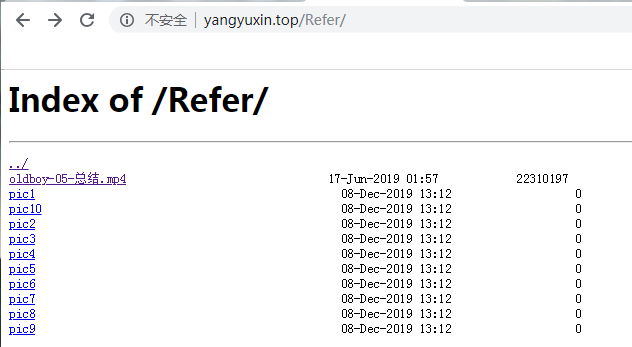 不安全 | yangyuxin.top/Refer/
Index of /Refer/
../
oldboy-05-总结.mp4 17-Jun-2019 01:57 22310197
pic1 08-Dec-2019 13:12 0
pic10 08-Dec-2019 13:12 0
pic2 08-Dec-2019 13:12 0
pic3 08-Dec-2019 13:12 0
pic4 08-Dec-2019 13:12 0
pic5 08-Dec-2019 13:12 0
pic6 08-Dec-2019 13:12 0
pic7 08-Dec-2019 13:12 0
pic8 08-Dec-2019 13:12 0
pic9 08-Dec-2019 13:12 0